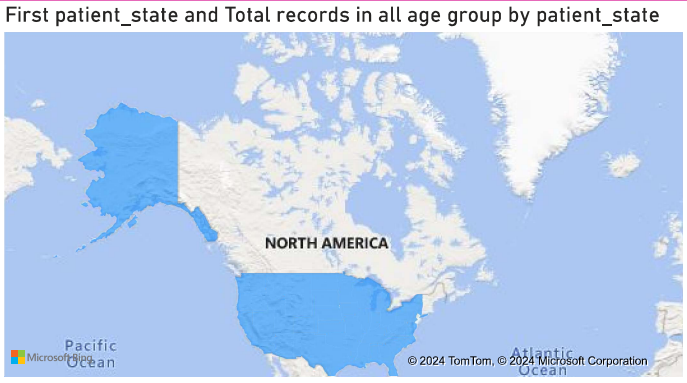 First patient_state and Total records in all age group by patient_state
NORTH AMERICA
Pacific
Ocean
Microsoft Bing
Atlantic
Ocean
© 2024 TomTom, © 2024 Microsoft Corporation